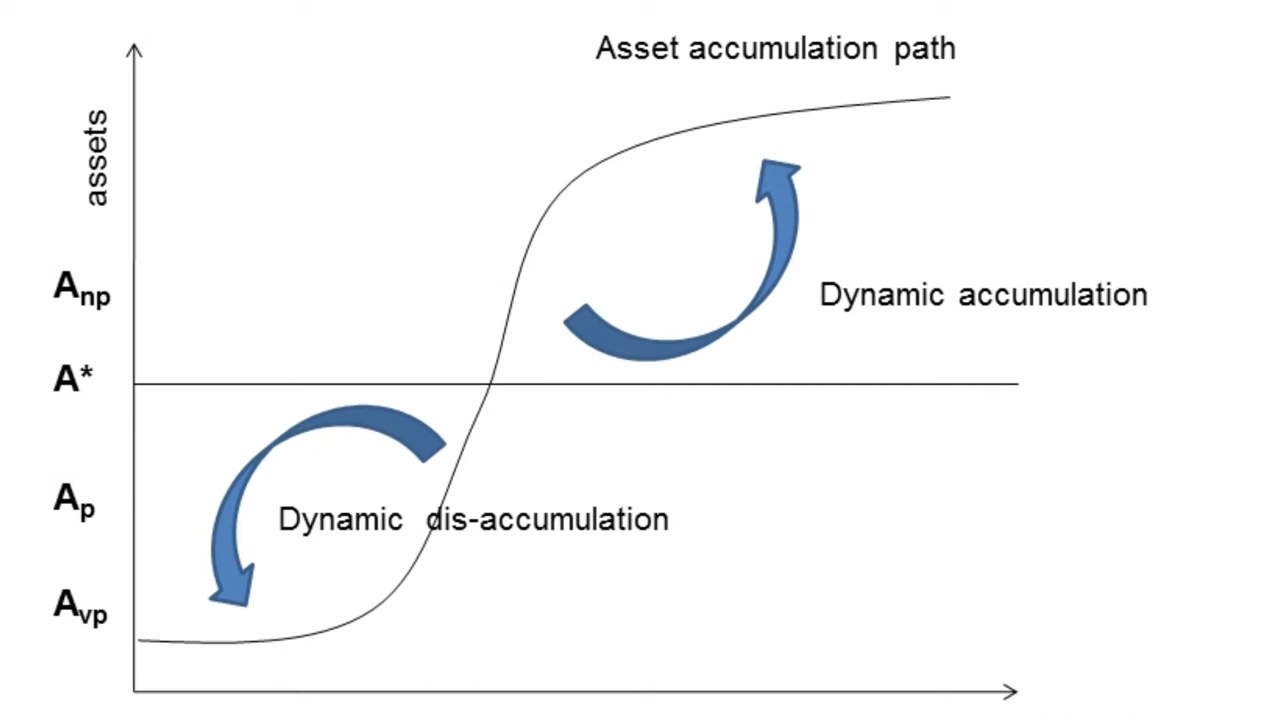 Asset accumulation path
assets
Anp
Dynamic accumulation
A*
Ap
Dynamic dis-accumulation
Avp